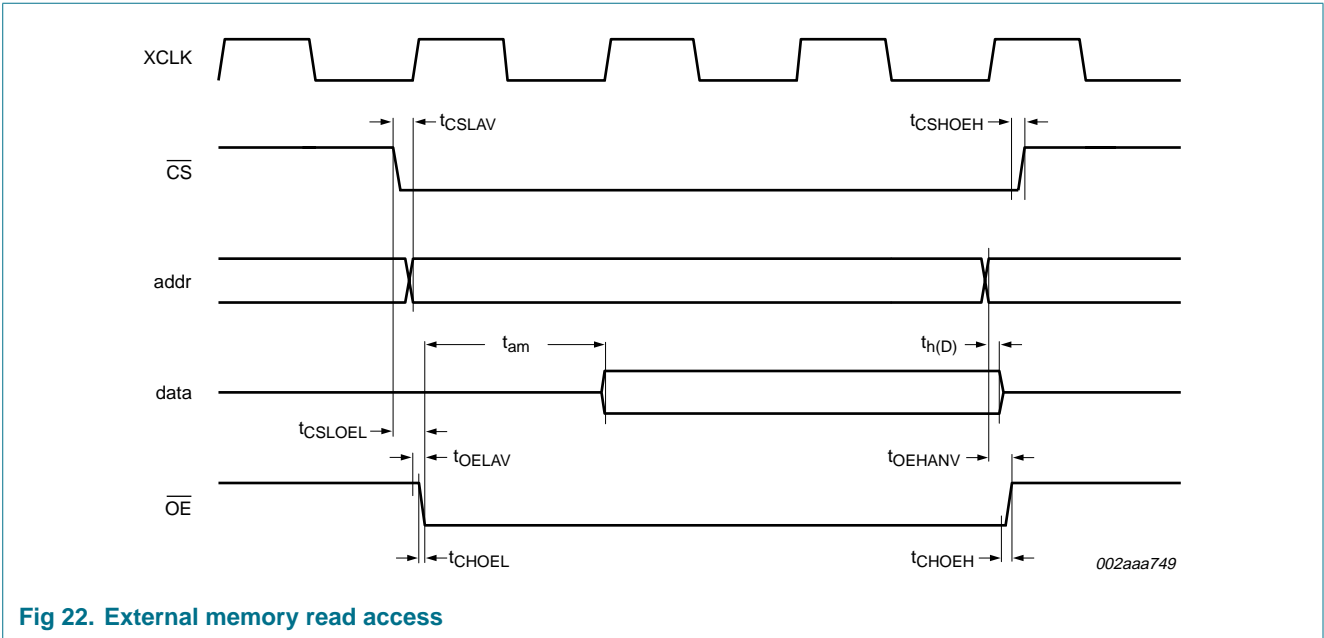 XCLK
tCSLAV
tCSHOEH
CS
addr
tam
th(D)
data
tCSLOEL
tOELAV
tOEHANV
OE
tCHOEL
tCHOEH
002aaa749
Fig 22. External memory read access